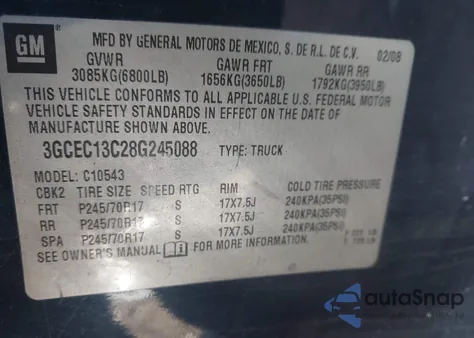 GM
MFD BY GENERAL MOTORS DE MEXICO, S. DE R.L. DE C.V. 02/08
GVWR GAWR FRT GAWR RR
3085KG(6800LB) 1656KG(3650LB) 1792KG(3950LB)
THIS VEHICLE CONFORMS TO ALL APPLICABLE U.S. FEDERAL MOTOR
VEHICLE SAFETY STANDARDS IN EFFECT ON THE DATE OF
MANUFACTURE SHOWN ABOVE.
3GCEC13C28G245088 TYPE: TRUCK
MODEL: C10543
CBK2 TIRE SIZE SPEED RTG RIM COLD TIRE PRESSURE
FRT P245/70R17 S 17X7.5J 240KPA(35PSI)
RR P245/70R17 S 17X7.5J 240KPA(35PSI)
SPA P245/70R17 S 17X7.5J 240KPA(35PSI)
SEE OWNER'S MANUAL FOR MORE INFORMATION.
autoSnap